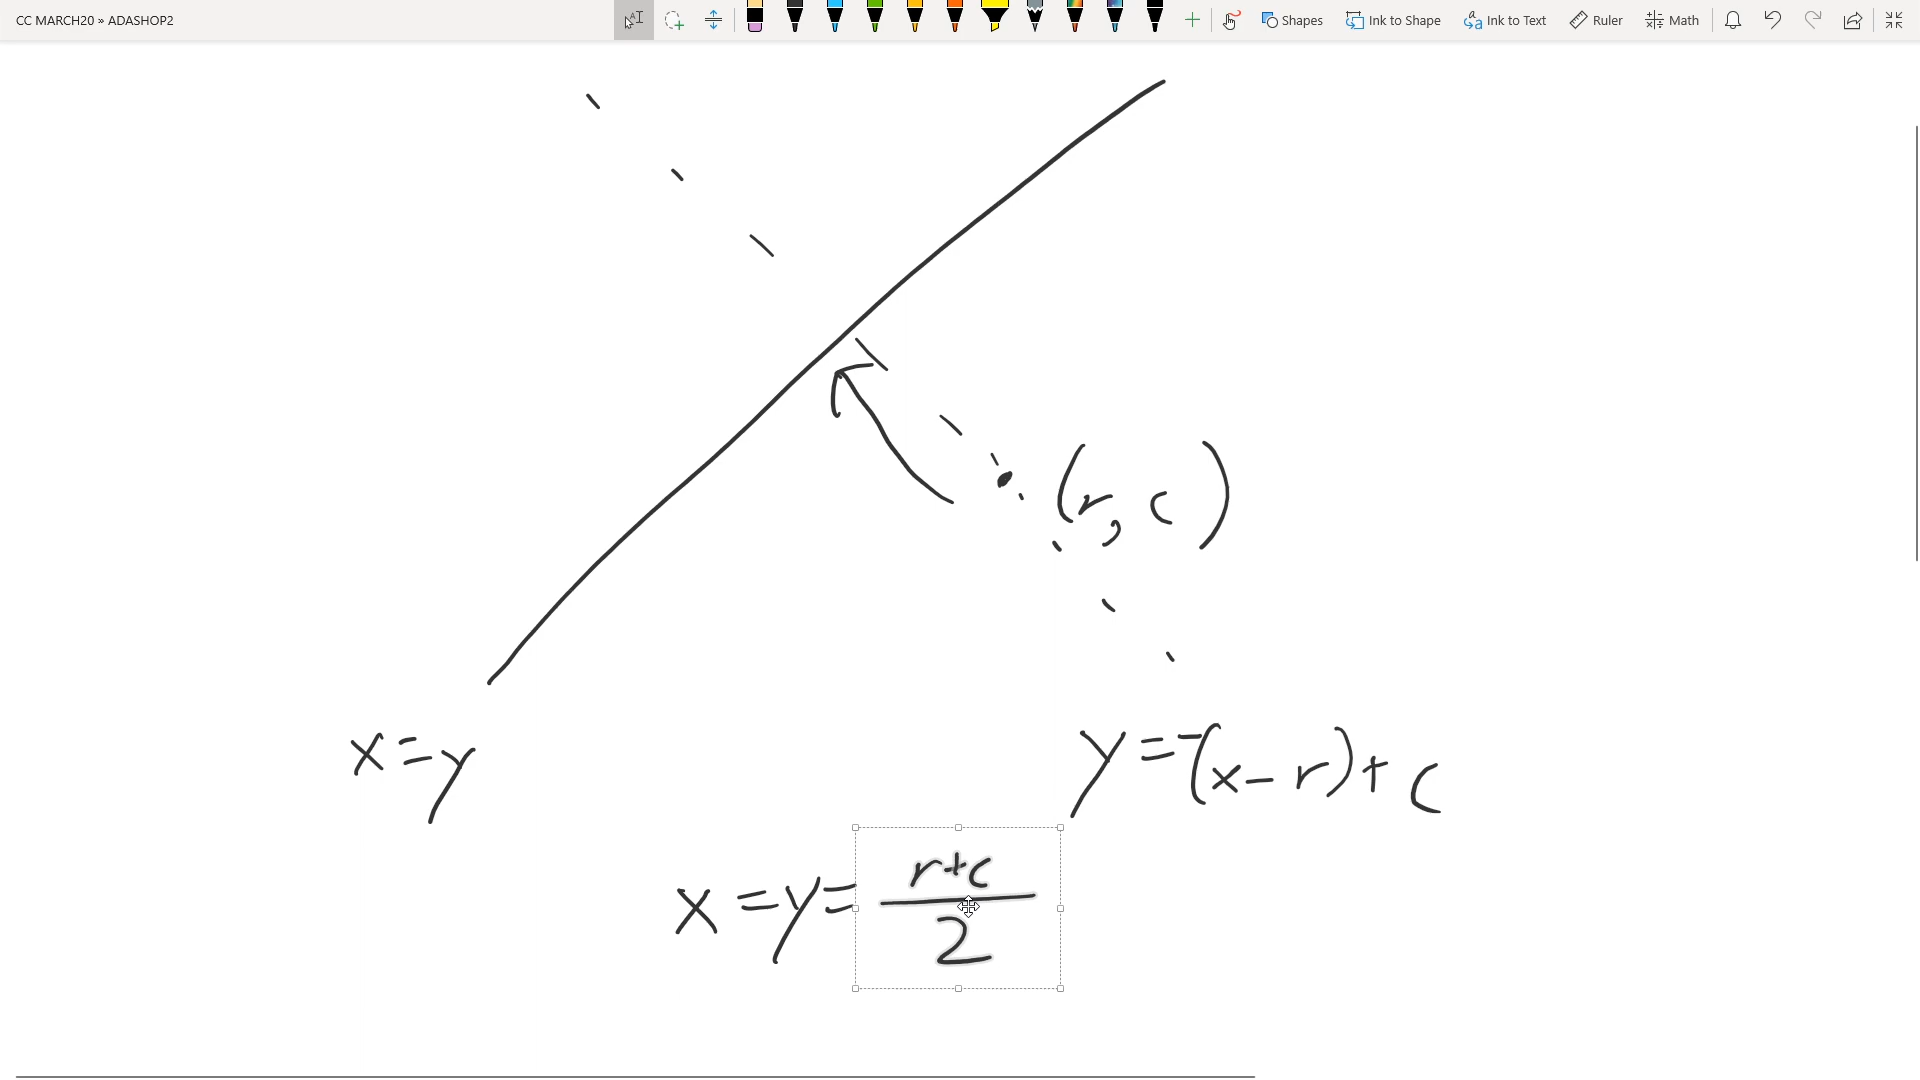 CC MARCH20 » ADASHOP2
Shapes Ink to Shape Ink to Text Ruler Math
(r, c)
x=y
y=-(x-r)+c
x=y=r+c/2